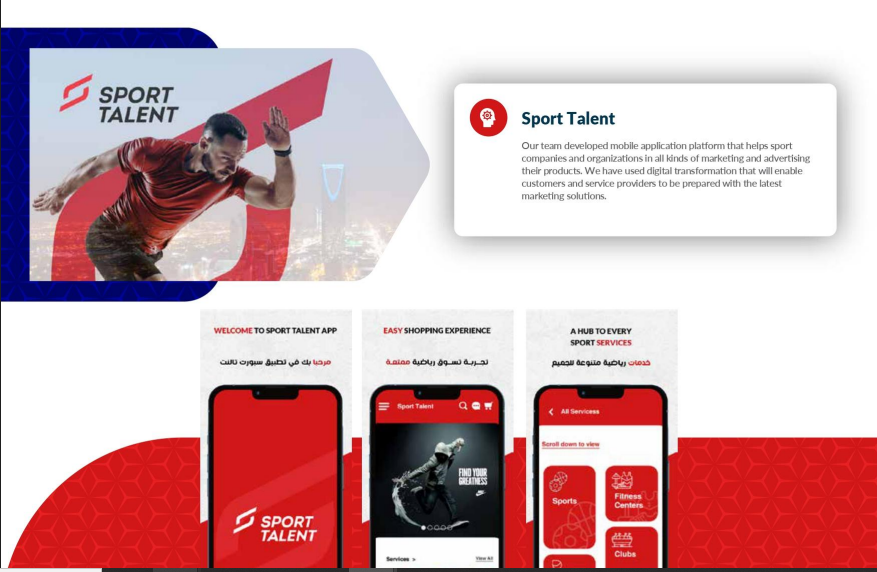 SPORT
TALENT
Sport Talent
Our team developed mobile application platform that helps sport
companies and organizations in all kinds of marketing and advertising
their products. We have used digital transformation that will enable
customers and service providers to be prepared with the latest
marketing solutions.
WELCOME TO SPORT TALENT APP
مرحبا بك في تطبيق سبورت تالنت
SPORT
TALENT
EASY SHOPPING EXPERIENCE
تجــربــة تســوق رياضية ممتعـة
Sport Talent
FIND YOUR
GREATNESS
Services >
View All
A HUB TO EVERY
SPORT SERVICES
خدمات رياضية متنوعة للجميع
All Servicess
Scroll down to view
Sports
Fitness
Centers
Clubs